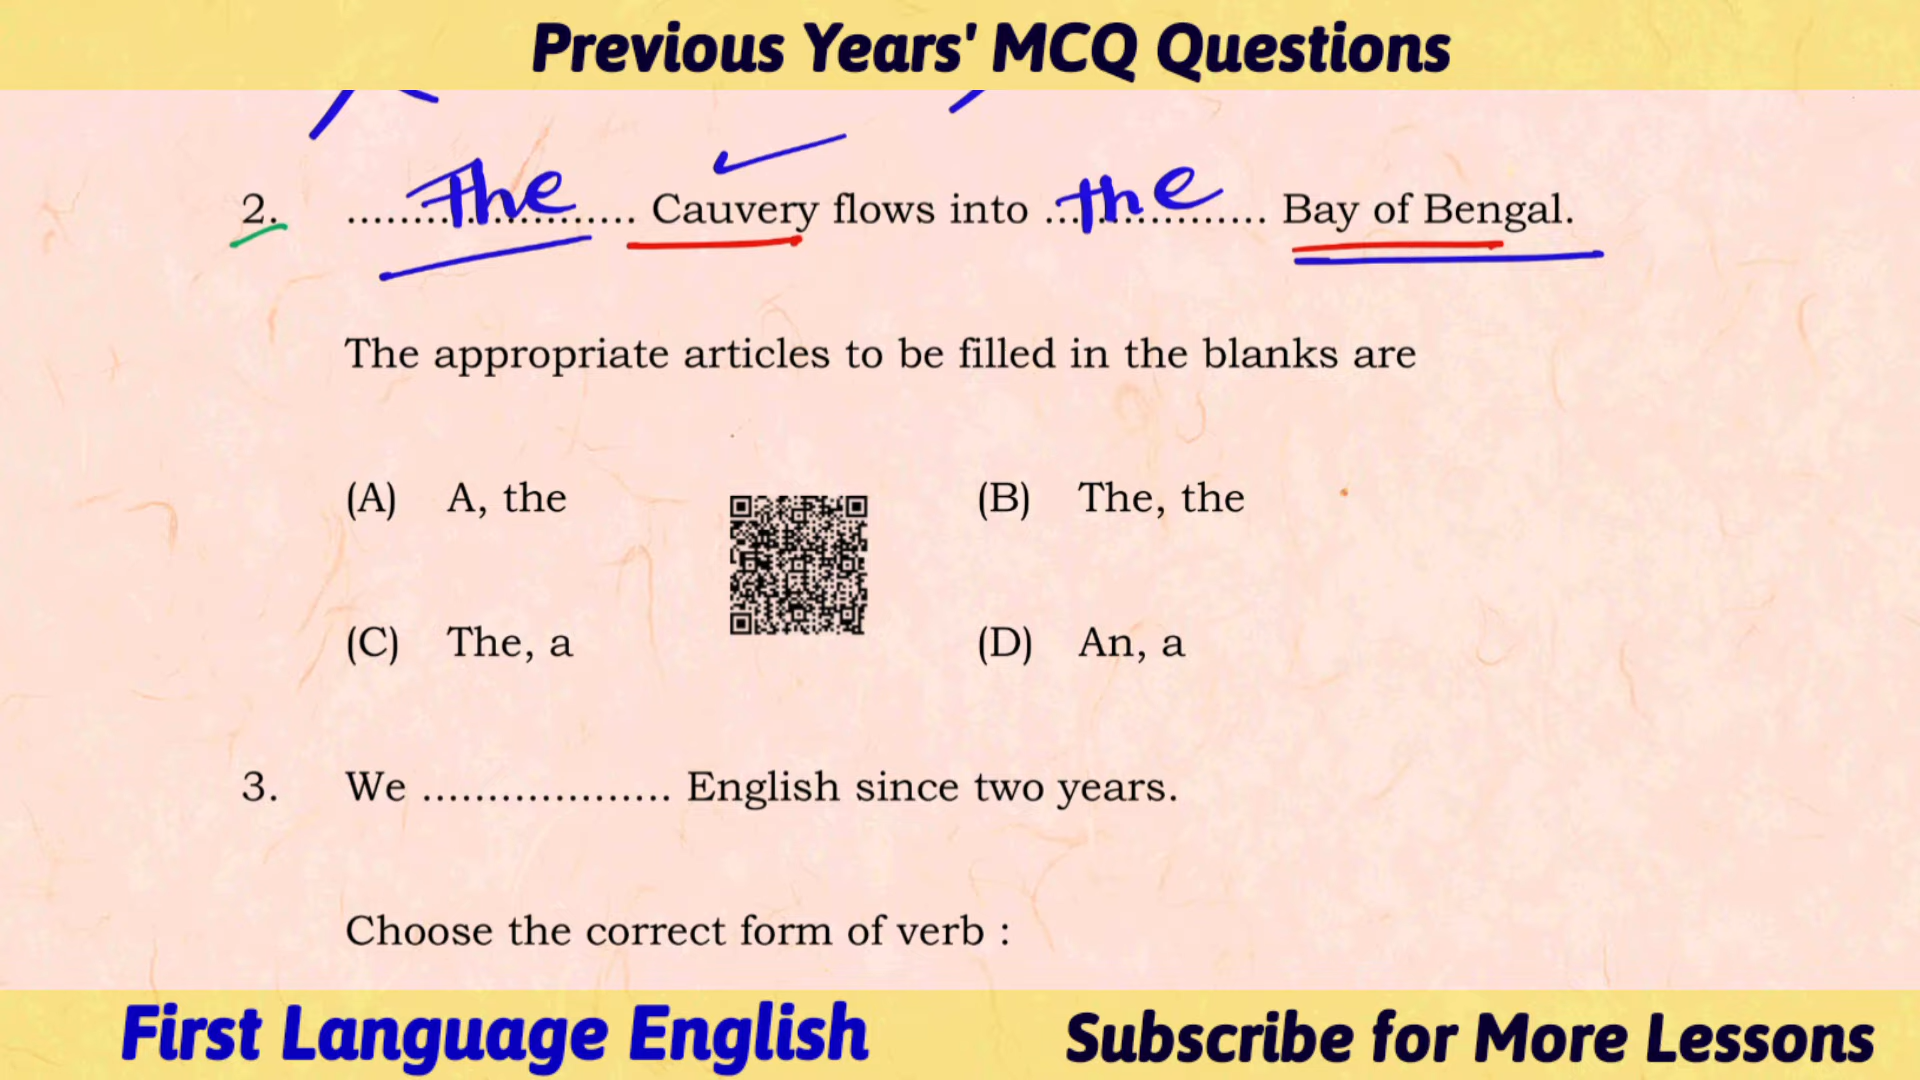 Previous Years' MCQ Questions
2. ...The... Cauvery flows into ...the... Bay of Bengal.
The appropriate articles to be filled in the blanks are
(A) A, the (B) The, the
(C) The, a (D) An, a
3. We ................... English since two years.
Choose the correct form of verb :
First Language English Subscribe for More Lessons